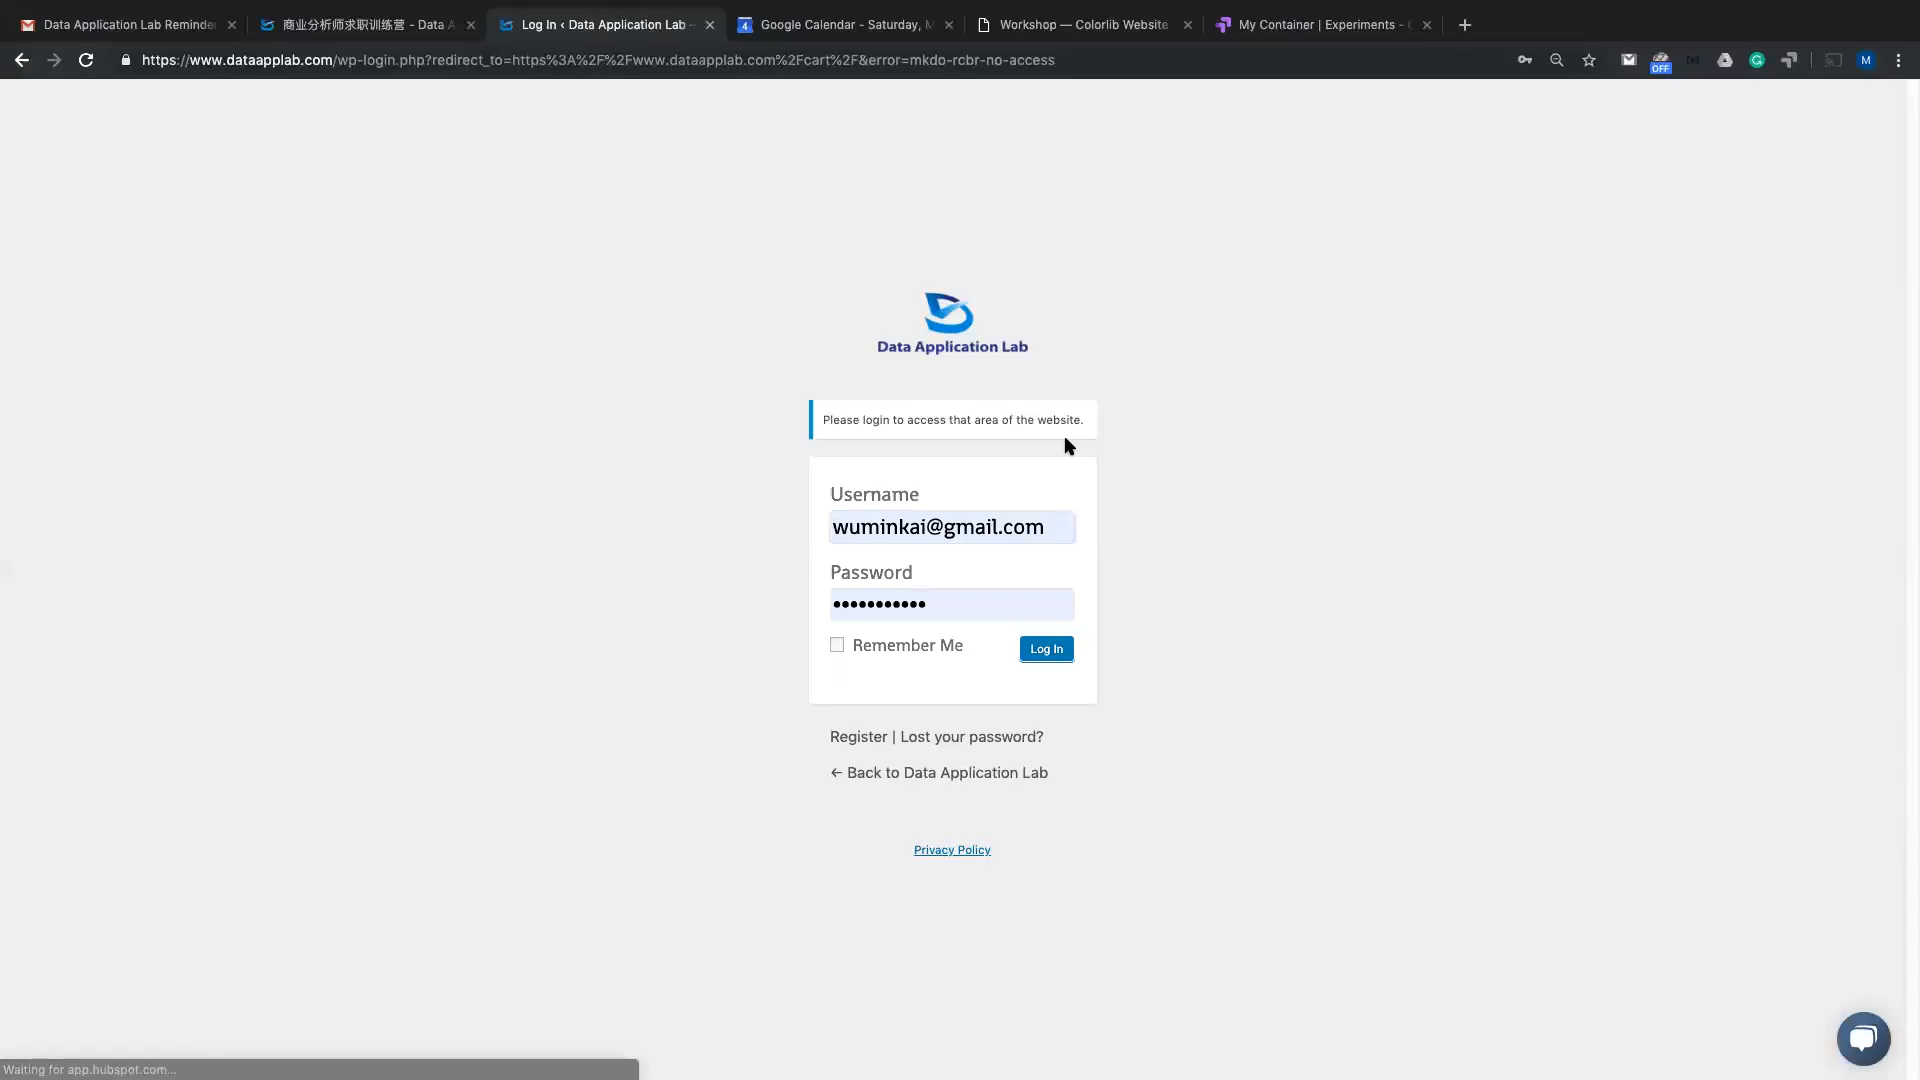 Data Application Lab Reminde
商业分析师求职训练营 - Data A
Log In ‹ Data Application Lab –
Google Calendar - Saturday, M
Workshop — Colorlib Website
My Container | Experiments -
https://www.dataapplab.com/wp-login.php?redirect_to=https%3A%2F%2Fwww.dataapplab.com%2Fcart%2F&error=mkdo-rcbr-no-access
OFF
M
Data Application Lab
Please login to access that area of the website.
Username
wuminkai@gmail.com
Password
•••••••••••
Remember Me
Log In
Register | Lost your password?
← Back to Data Application Lab
Privacy Policy
Waiting for app.hubspot.com...